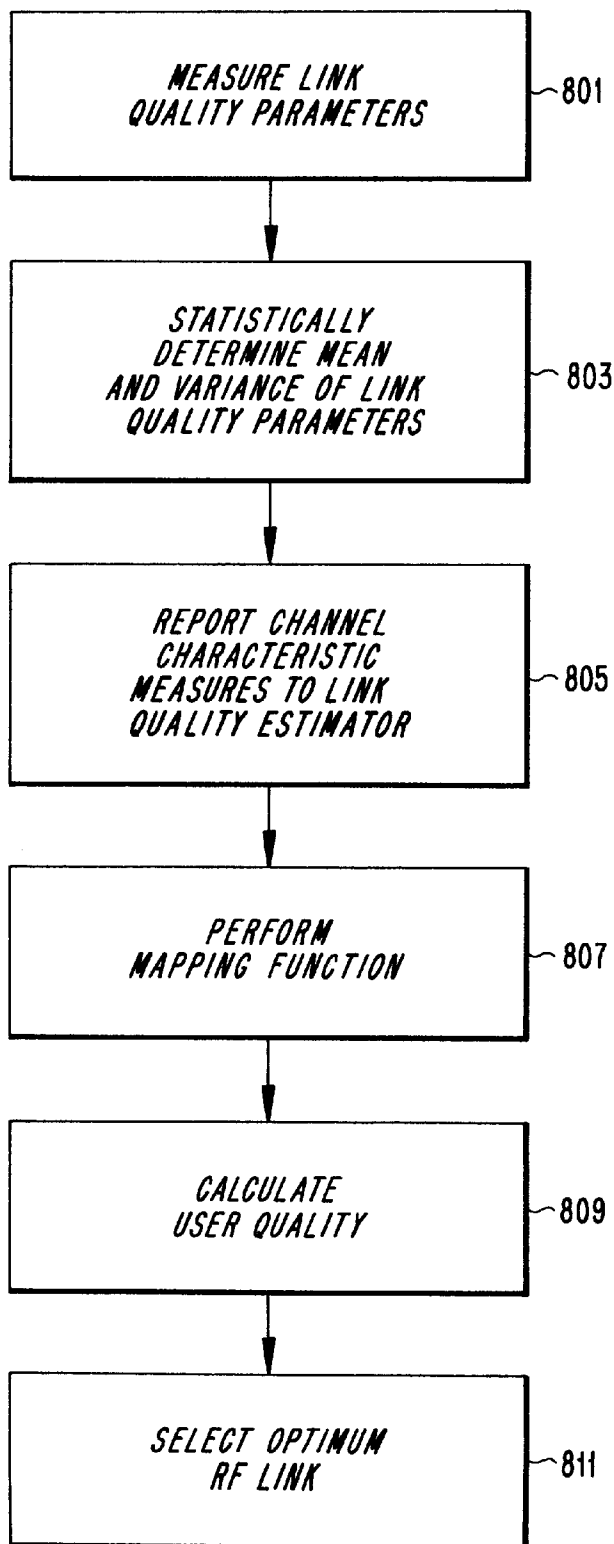 MEASURE LINK
QUALITY PARAMETERS
801
STATISTICALLY
DETERMINE MEAN
AND VARIANCE OF LINK
QUALITY PARAMETERS
803
REPORT CHANNEL
CHARACTERISTIC
MEASURES TO LINK
QUALITY ESTIMATOR
805
PERFORM
MAPPING FUNCTION
807
CALCULATE
USER QUALITY
809
SELECT OPTIMUM
RF LINK
811